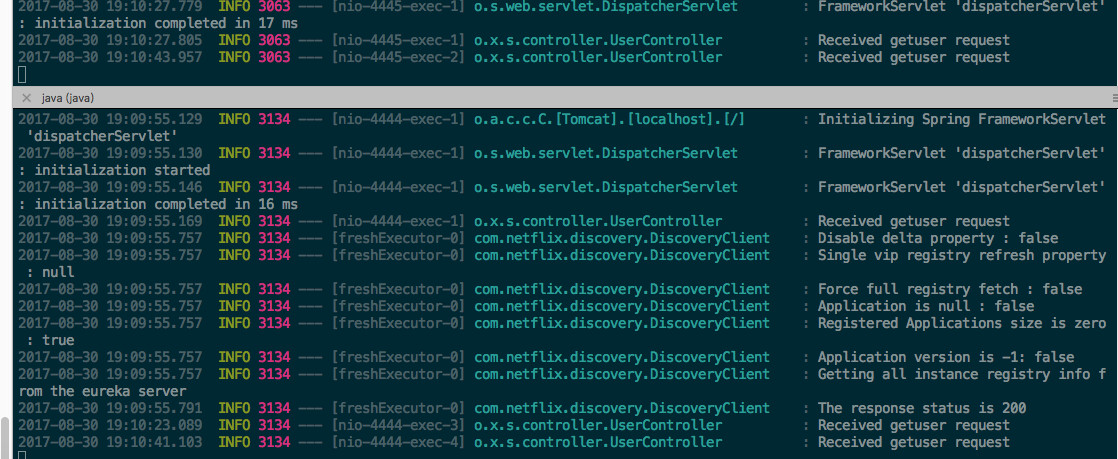 2017-08-30 19:10:27.779 INFO 3063 --- [nio-4445-exec-1] o.s.web.servlet.DispatcherServlet : FrameworkServlet 'dispatcherServlet'
: initialization completed in 17 ms
2017-08-30 19:10:27.805 INFO 3063 --- [nio-4445-exec-1] o.x.s.controller.UserController : Received getuser request
2017-08-30 19:10:43.957 INFO 3063 --- [nio-4445-exec-2] o.x.s.controller.UserController : Received getuser request
java (java)
2017-08-30 19:09:55.129 INFO 3134 --- [nio-4444-exec-1] o.a.c.c.C.[Tomcat].[localhost].[/] : Initializing Spring FrameworkServlet
'dispatcherServlet'
2017-08-30 19:09:55.130 INFO 3134 --- [nio-4444-exec-1] o.s.web.servlet.DispatcherServlet : FrameworkServlet 'dispatcherServlet'
: initialization started
2017-08-30 19:09:55.146 INFO 3134 --- [nio-4444-exec-1] o.s.web.servlet.DispatcherServlet : FrameworkServlet 'dispatcherServlet'
: initialization completed in 16 ms
2017-08-30 19:09:55.169 INFO 3134 --- [nio-4444-exec-1] o.x.s.controller.UserController : Received getuser request
2017-08-30 19:09:55.757 INFO 3134 --- [freshExecutor-0] com.netflix.discovery.DiscoveryClient : Disable delta property : false
2017-08-30 19:09:55.757 INFO 3134 --- [freshExecutor-0] com.netflix.discovery.DiscoveryClient : Single vip registry refresh property
: null
2017-08-30 19:09:55.757 INFO 3134 --- [freshExecutor-0] com.netflix.discovery.DiscoveryClient : Force full registry fetch : false
2017-08-30 19:09:55.757 INFO 3134 --- [freshExecutor-0] com.netflix.discovery.DiscoveryClient : Application is null : false
2017-08-30 19:09:55.757 INFO 3134 --- [freshExecutor-0] com.netflix.discovery.DiscoveryClient : Registered Applications size is zero
: true
2017-08-30 19:09:55.757 INFO 3134 --- [freshExecutor-0] com.netflix.discovery.DiscoveryClient : Application version is -1: false
2017-08-30 19:09:55.757 INFO 3134 --- [freshExecutor-0] com.netflix.discovery.DiscoveryClient : Getting all instance registry info f
rom the eureka server
2017-08-30 19:09:55.791 INFO 3134 --- [freshExecutor-0] com.netflix.discovery.DiscoveryClient : The response status is 200
2017-08-30 19:10:23.089 INFO 3134 --- [nio-4444-exec-3] o.x.s.controller.UserController : Received getuser request
2017-08-30 19:10:41.103 INFO 3134 --- [nio-4444-exec-4] o.x.s.controller.UserController : Received getuser request